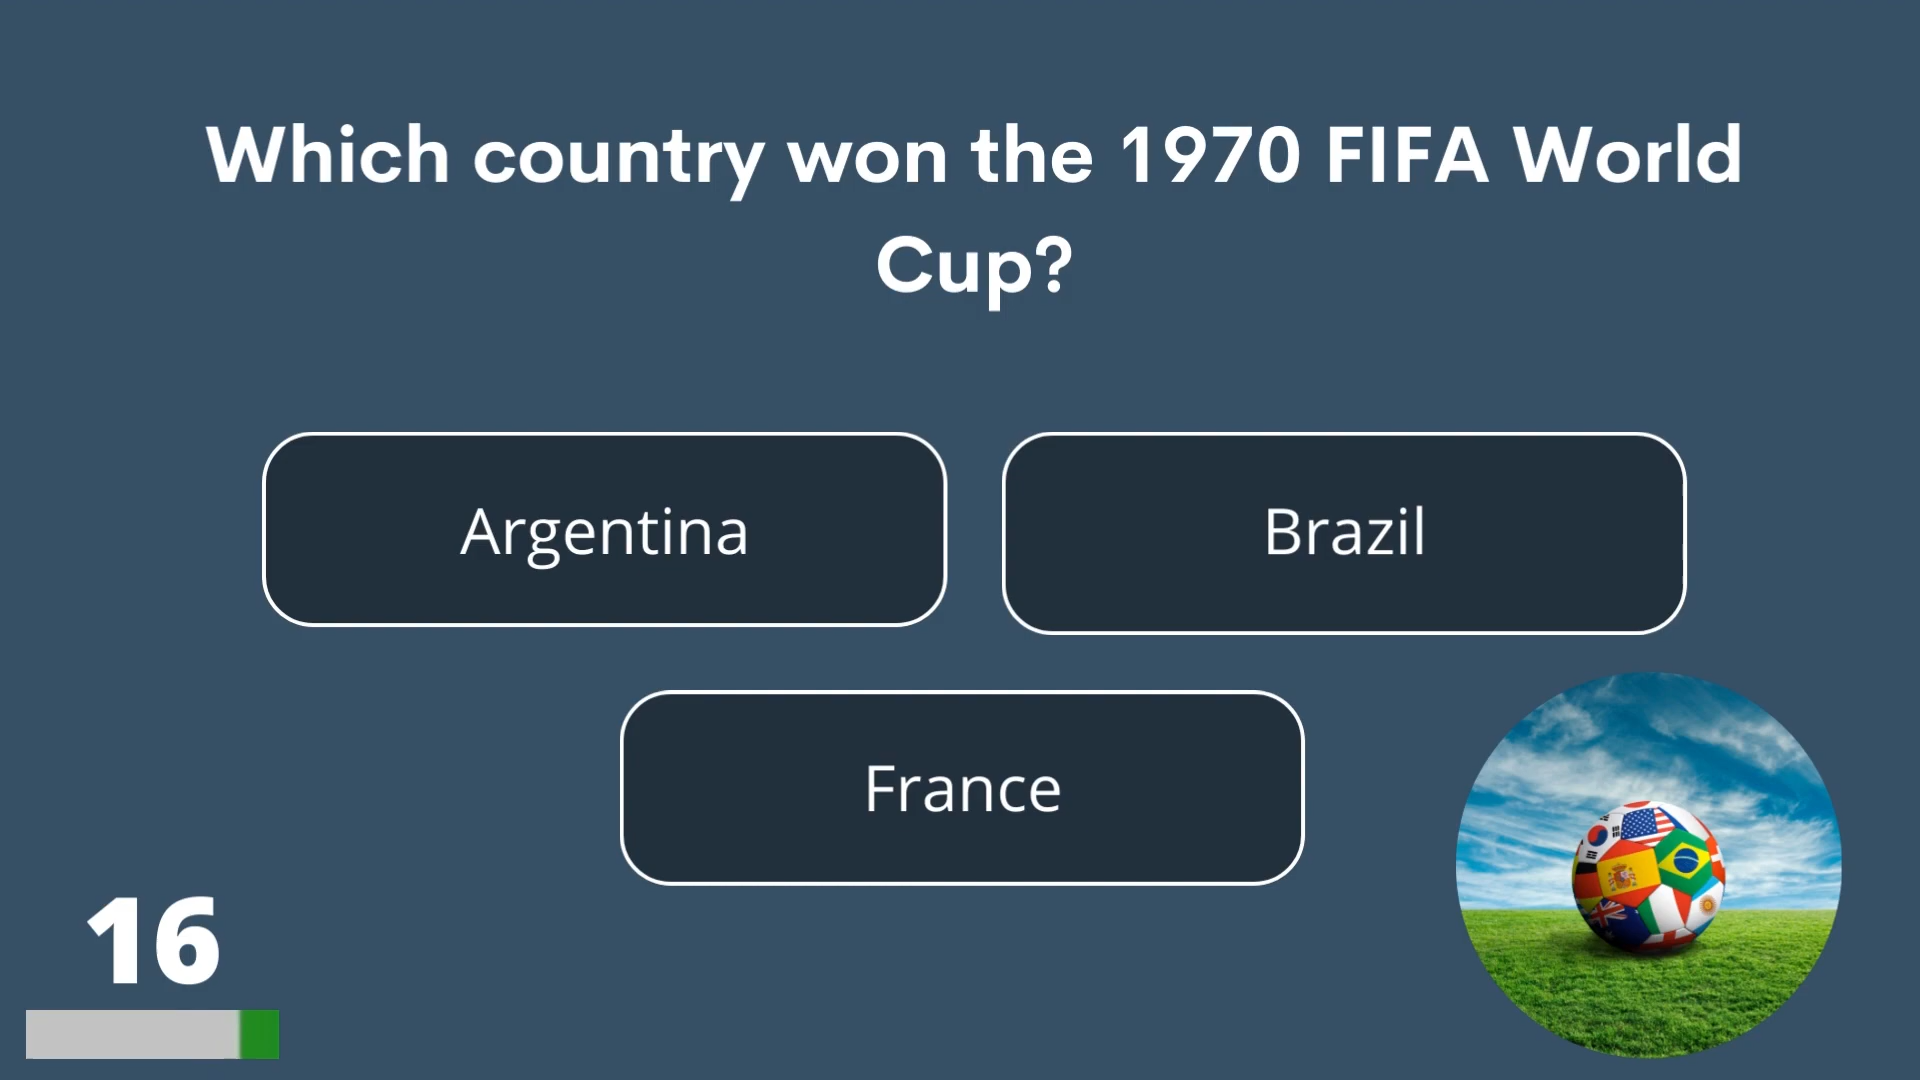 Which country won the 1970 FIFA World
Cup?
Argentina
Brazil
France
16